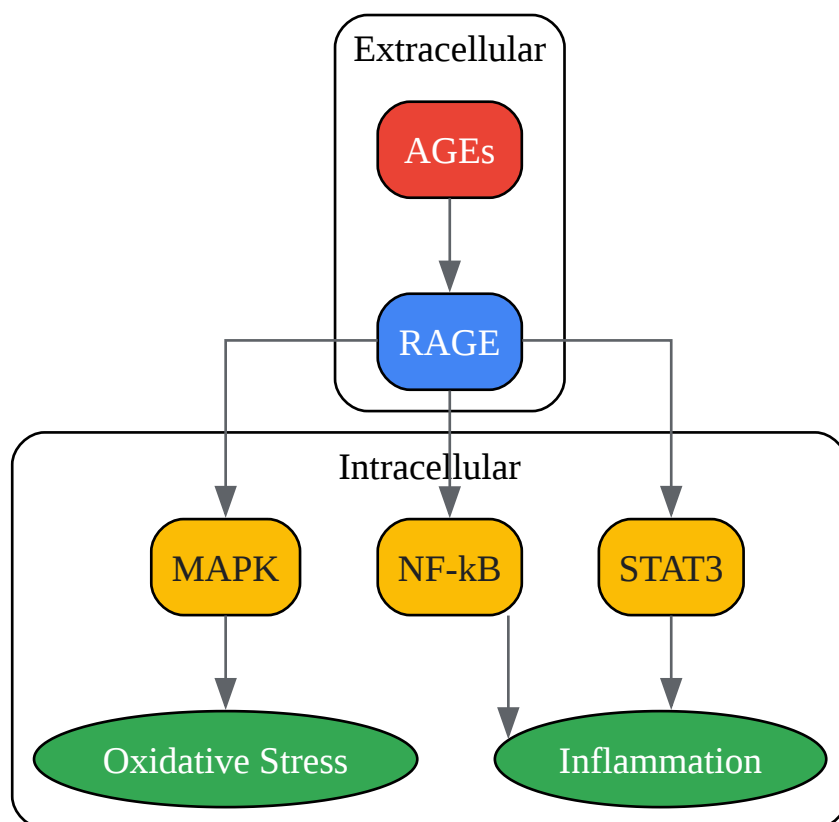 Extracellular
AGEs
RAGE
Intracellular
MAPK
NF-kB
STAT3
Oxidative Stress
Inflammation